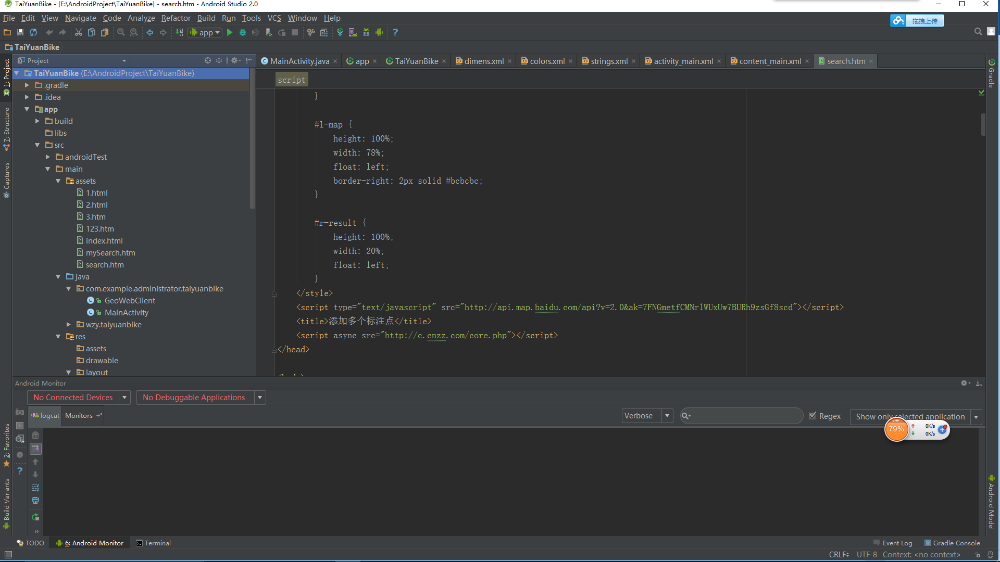 TaiYuanBike - [E:\AndroidProject\TaiYuanBike] - search.htm - Android Studio 2.0
File Edit View Navigate Code Analyze Refactor Build Run Tools VCS Window Help
拖拽上传
app
TaiYuanBike
1: Project
7: Structure
Captures
2: Favorites
Build Variants
Project
TaiYuanBike (E:\AndroidProject\TaiYuanBike)
.gradle
.idea
app
build
libs
src
androidTest
main
assets
1.html
2.html
3.htm
123.htm
index.html
mySearch.htm
search.htm
java
com.example.administrator.taiyuanbike
GeoWebClient
MainActivity
wzy.taiyuanbike
res
assets
drawable
layout
MainActivity.java app TaiYuanBike dimens.xml colors.xml strings.xml activity_main.xml content_main.xml search.htm
script
}
#l-map {
height: 100%;
width: 78%;
float: left;
border-right: 2px solid #bcbcbc;
}
#r-result {
height: 100%;
width: 20%;
float: left;
}
</style>
<script type="text/javascript" src="http://api.map.baidu.com/api?v=2.0&ak=7FNGmetfCMNrlWUxUw7BURh9zsGf8scd"></script>
<title>添加多个标注点</title>
<script async src="http://c.cnzz.com/core.php"></script>
</head>
Gradle
Android Model
Android Monitor
No Connected Devices No Debuggable Applications
logcat Monitors Verbose Regex Show only selected application
79% 0K/s
0K/s
TODO 6: Android Monitor Terminal Event Log Gradle Console
CRLF UTF-8 Context: <no context>